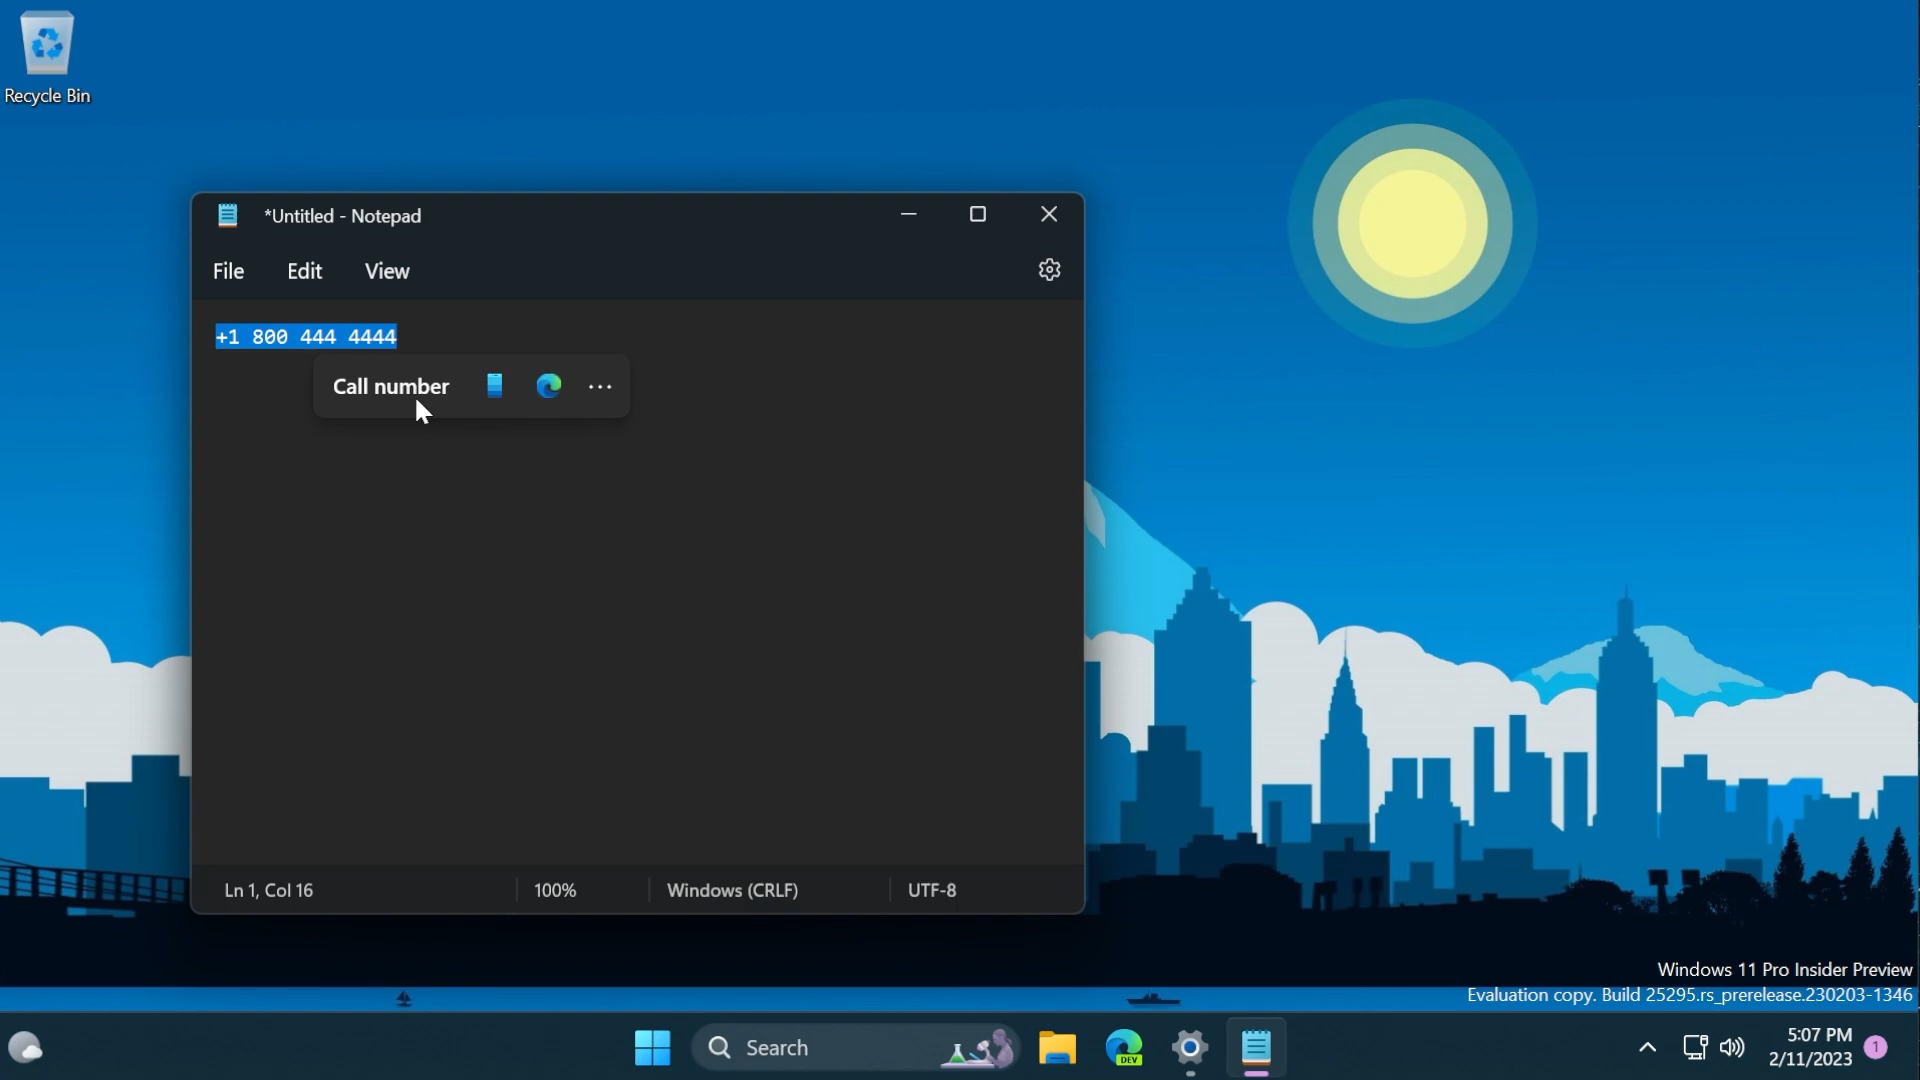 Recycle Bin
*Untitled - Notepad
File Edit View
+1 800 444 4444
Call number
Ln 1, Col 16 100% Windows (CRLF) UTF-8
Windows 11 Pro Insider Preview
Evaluation copy. Build 25295.rs_prerelease.230203-1346
Search
DEV
5:07 PM
2/11/2023
1